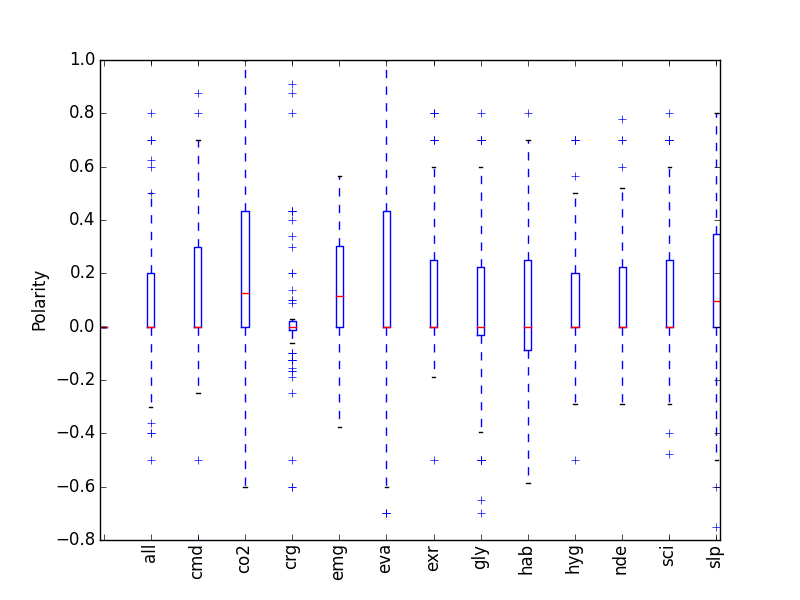 1.0
0.8
0.6
0.4
0.2
0.0
−0.2
−0.4
−0.6
−0.8
Polarity
all
cmd
co2
crg
emg
eva
exr
gly
hab
hyg
nde
sci
slp